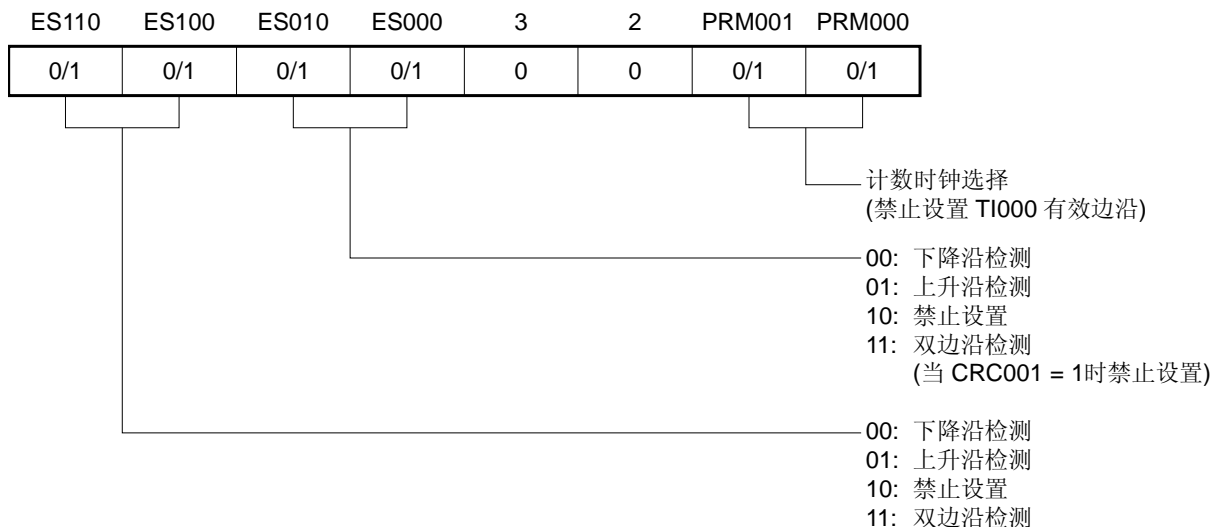 ES110 ES100 ES010 ES000 3 2 PRM001 PRM000
0/1 0/1 0/1 0/1 0 0 0/1 0/1
计数时钟选择
(禁止设置 TI000 有效边沿)
00: 下降沿检测
01: 上升沿检测
10: 禁止设置
11: 双边沿检测
(当 CRC001 = 1时禁止设置)
00: 下降沿检测
01: 上升沿检测
10: 禁止设置
11: 双边沿检测